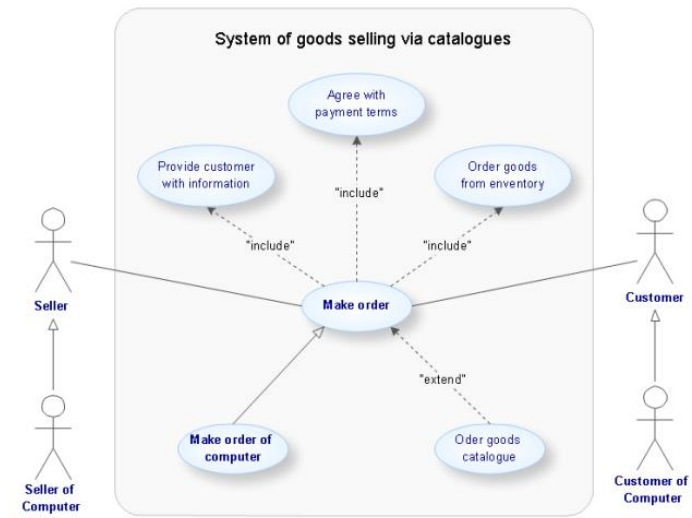 System of goods selling via catalogues
Agree with
payment terms
Provide customer
with information
Order goods
from enventory
"include"
"include"
"include"
Seller
Customer
Make order
"extend"
Make order of
computer
Oder goods
catalogue
Seller of
Computer
Customer of
Computer